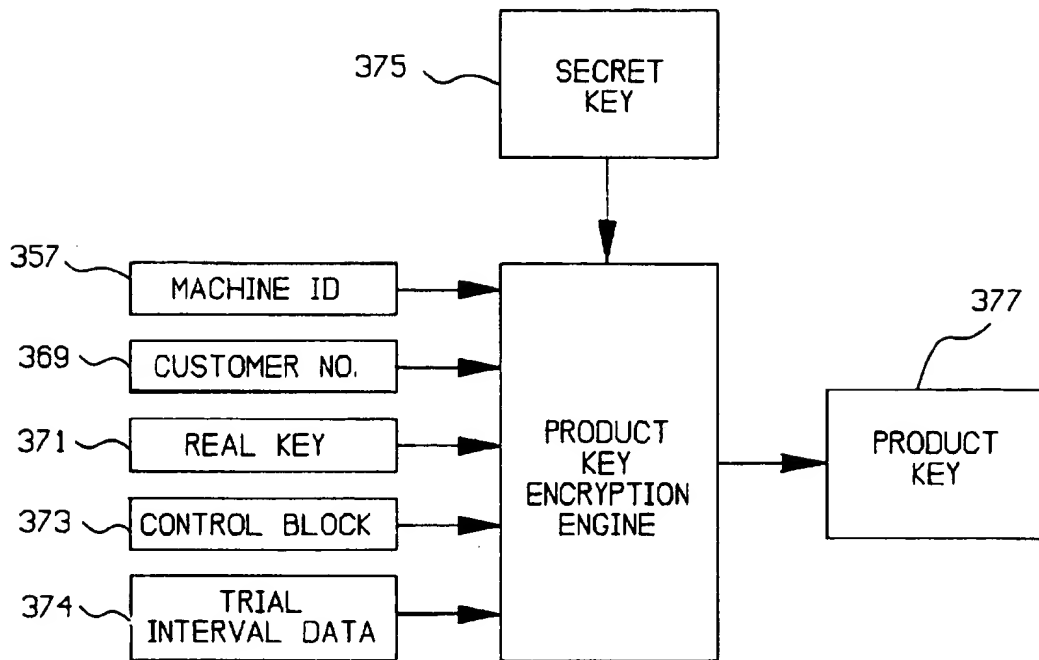 375
SECRET
KEY
357
MACHINE ID
369
CUSTOMER NO.
371
REAL KEY
373
CONTROL BLOCK
374
TRIAL
INTERVAL DATA
PRODUCT
KEY
ENCRYPTION
ENGINE
377
PRODUCT
KEY